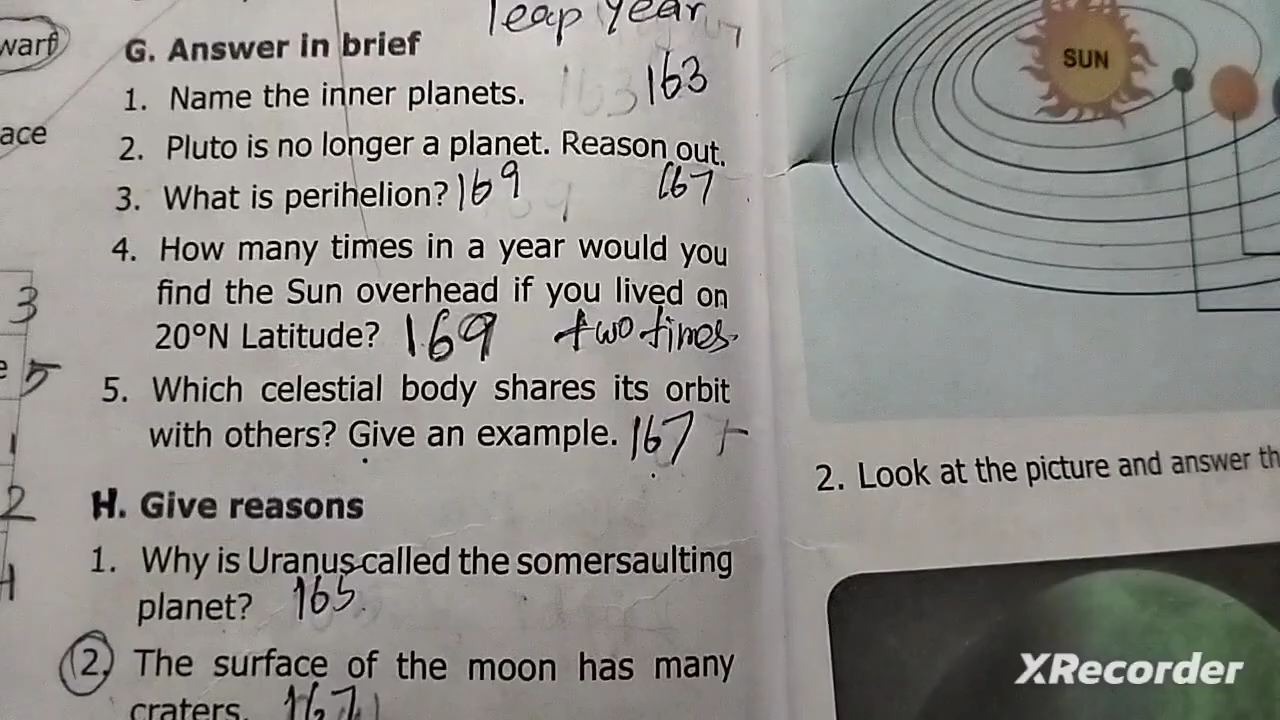 leap year
warf
G. Answer in brief
1. Name the inner planets. 163
ace
2. Pluto is no longer a planet. Reason out.
167
3. What is perihelion? 169
4. How many times in a year would you
find the Sun overhead if you lived on
20°N Latitude? 169 two times.
5. Which celestial body shares its orbit
with others? Give an example. 167
3
e 5
1
2
H. Give reasons
1. Why is Uranus called the somersaulting
planet? 165
2. The surface of the moon has many
craters. 167
SUN
2. Look at the picture and answer th
XRecorder